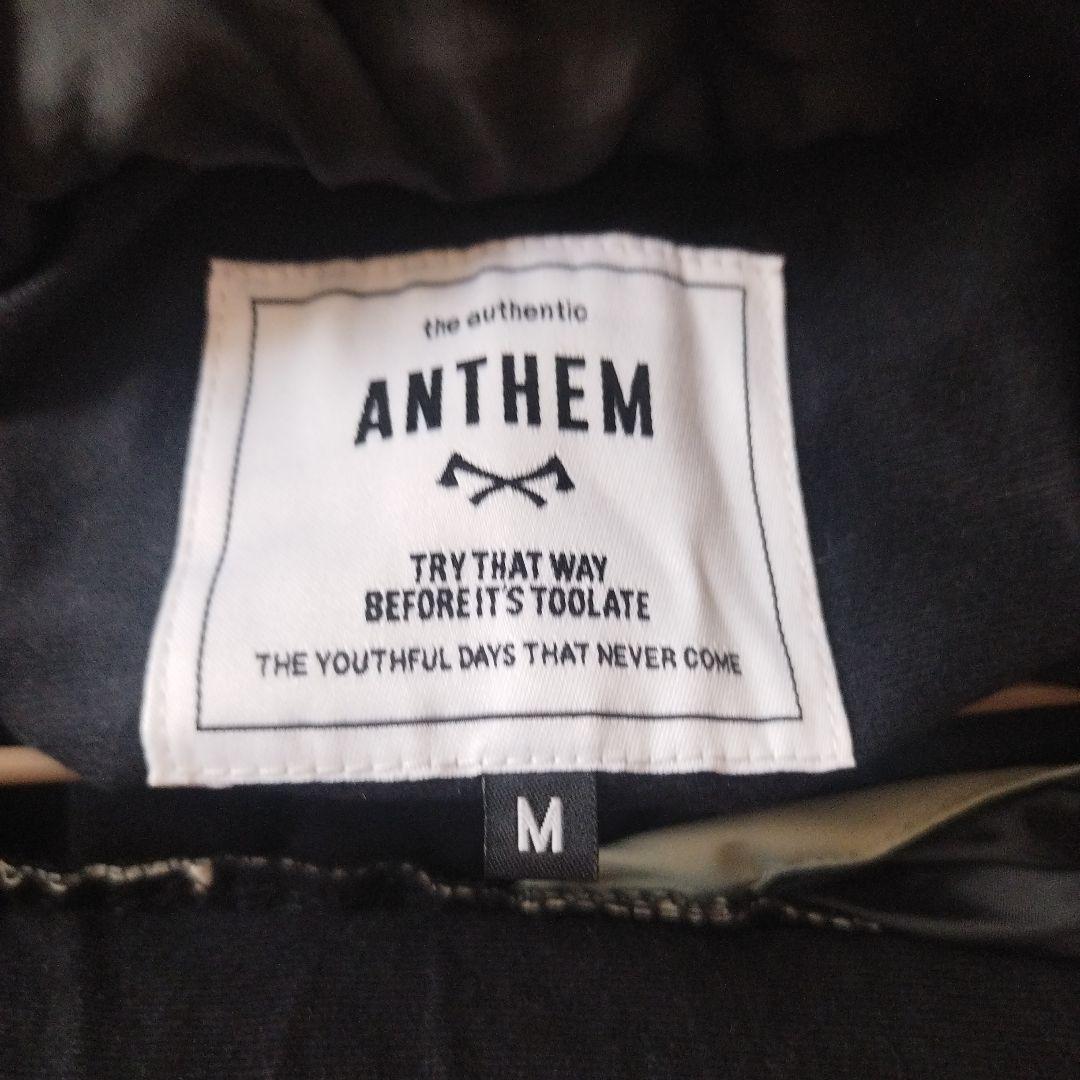 the authentic
ANTHEM
TRY THAT WAY
BEFORE IT'S TOOLATE
THE YOUTHFUL DAYS THAT NEVER COME
M